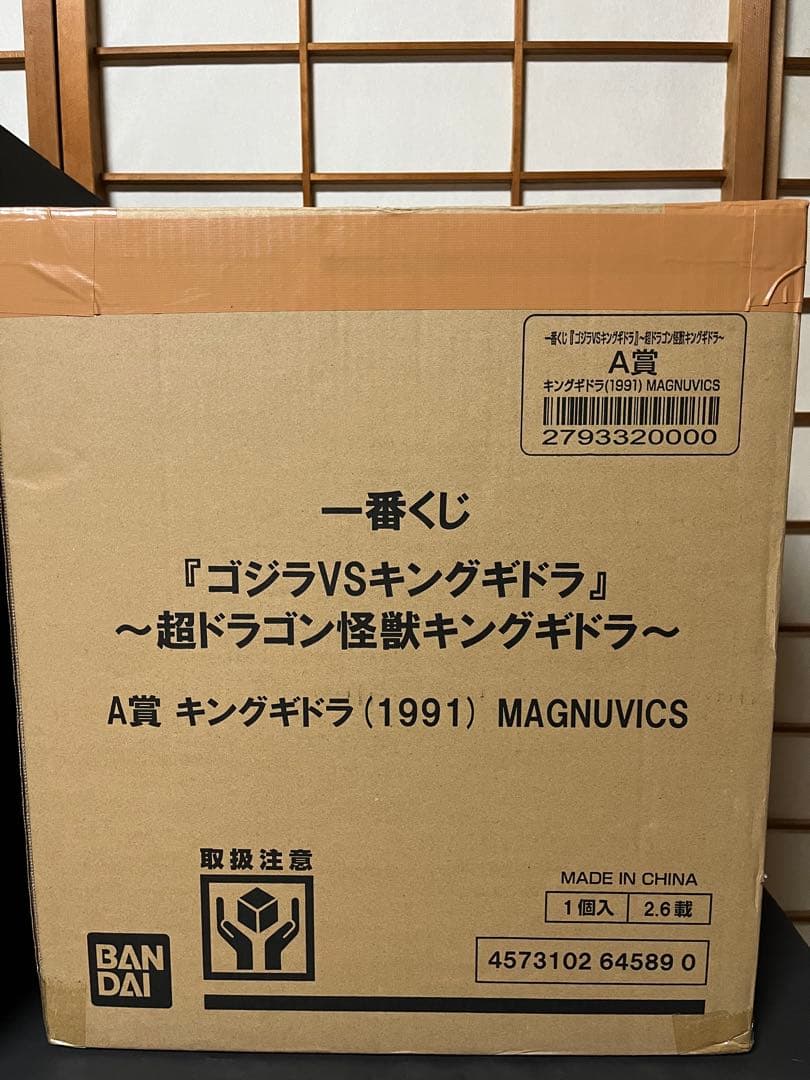 一番くじ『ゴジラVSキングギドラ』～超ドラゴン怪獣キングギドラ～
A賞
キングギドラ(1991) MAGNUVICS
2793320000
一番くじ
『ゴジラVSキングギドラ』
～超ドラゴン怪獣キングギドラ～
A賞 キングギドラ(1991) MAGNUVICS
取扱注意
MADE IN CHINA
1個入 2.6載
4573102 64589 0
BAN
DAI